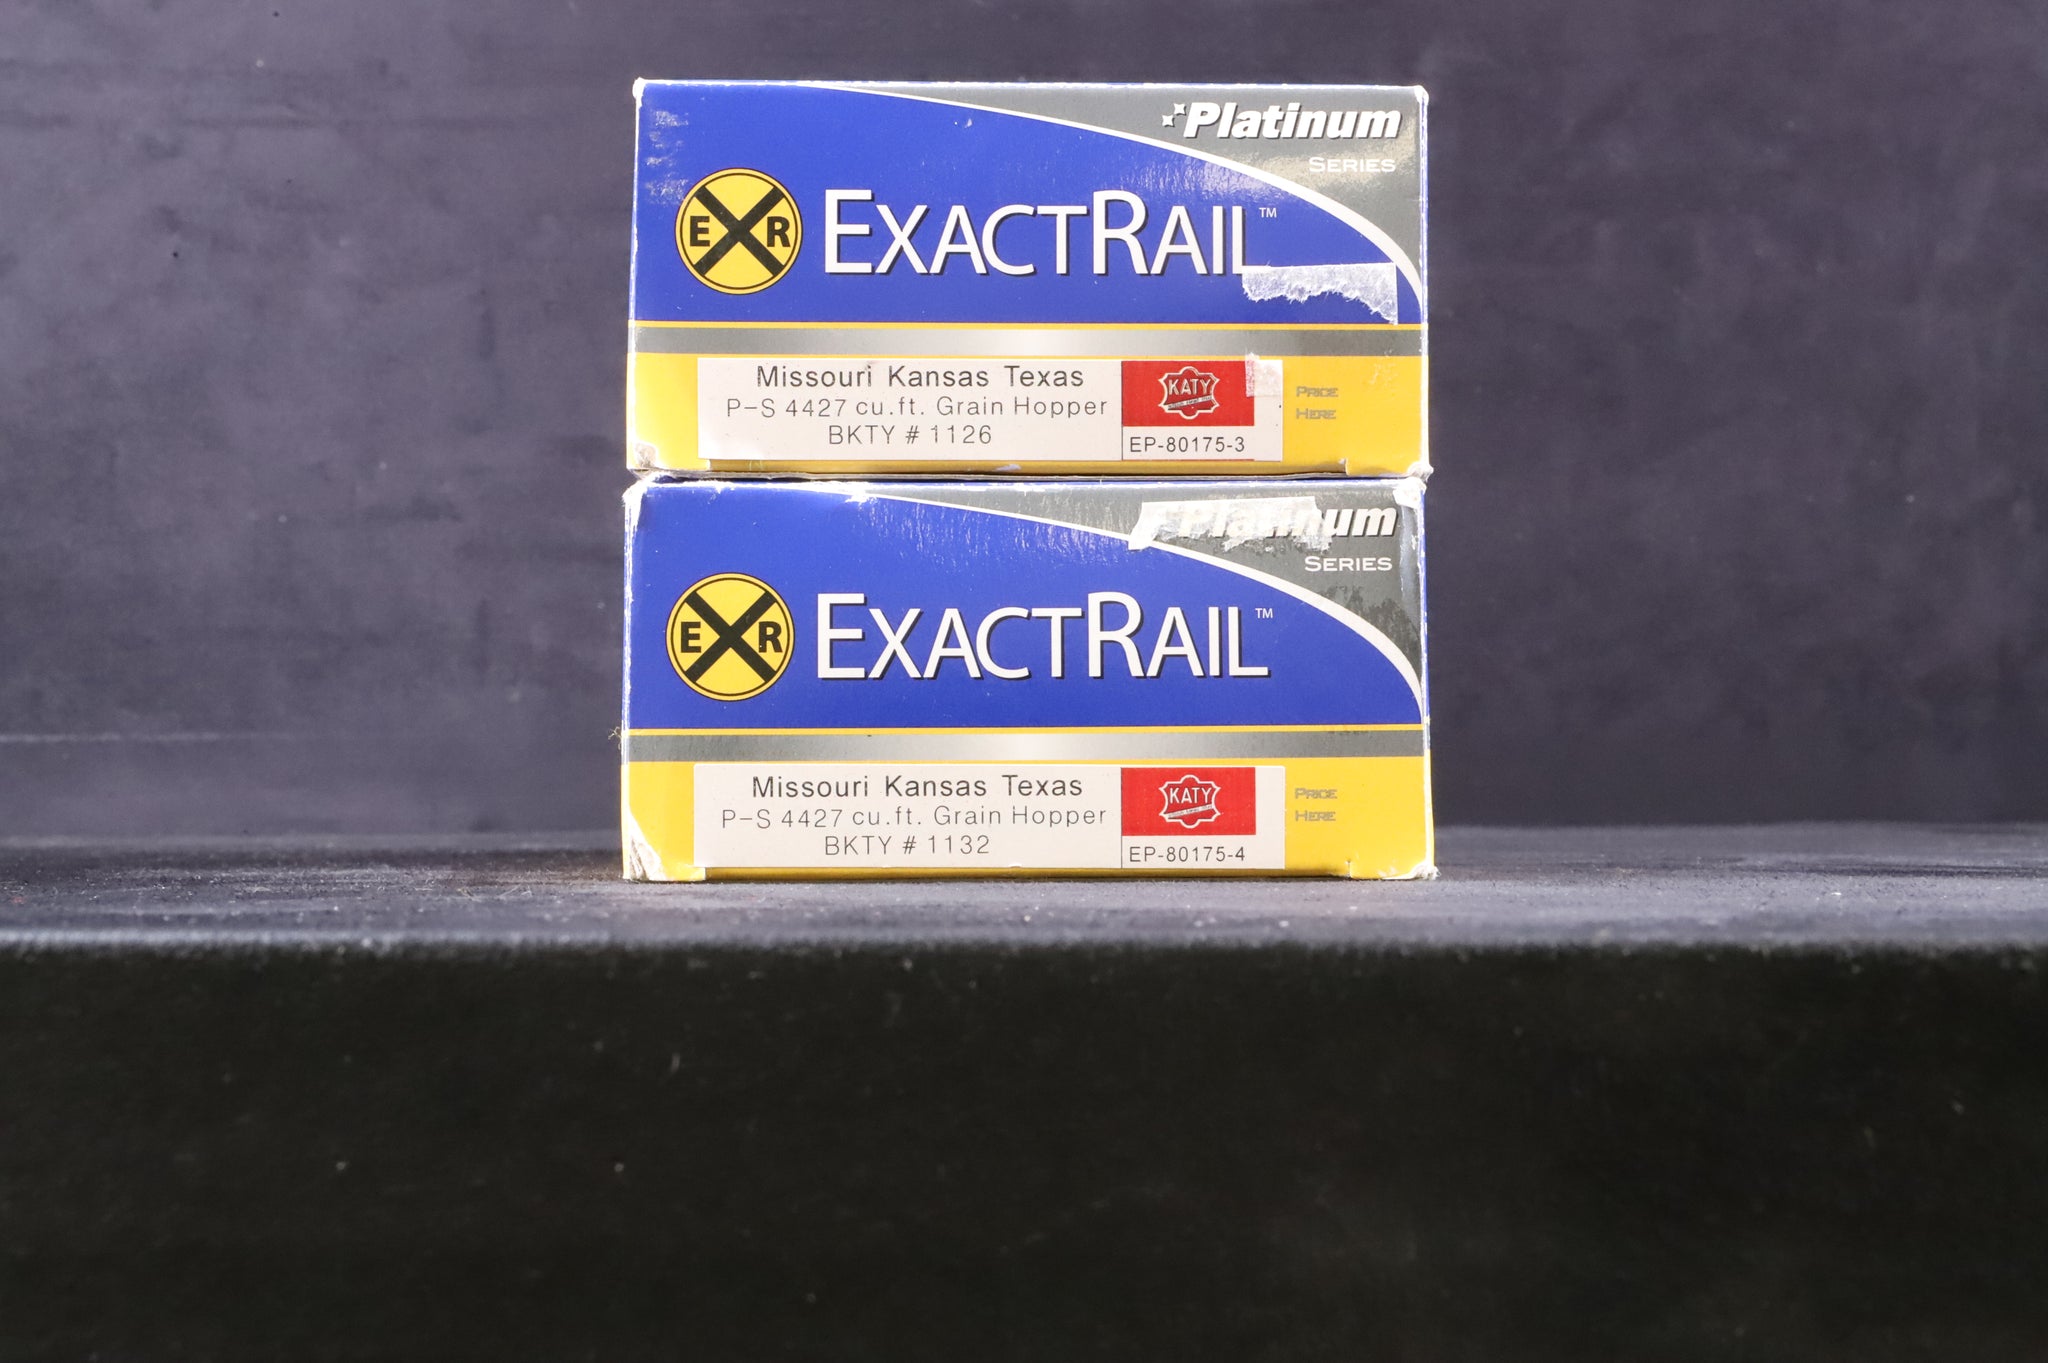 Platinum
SERIES
EXR
EXACTRAIL™
Missouri Kansas Texas
P-S 4427 cu.ft. Grain Hopper
BKTY # 1126
KATY
EP-80175-3
PRICE
HERE
Platinum
SERIES
EXR
EXACTRAIL™
Missouri Kansas Texas
P-S 4427 cu.ft. Grain Hopper
BKTY # 1132
KATY
EP-80175-4
PRICE
HERE